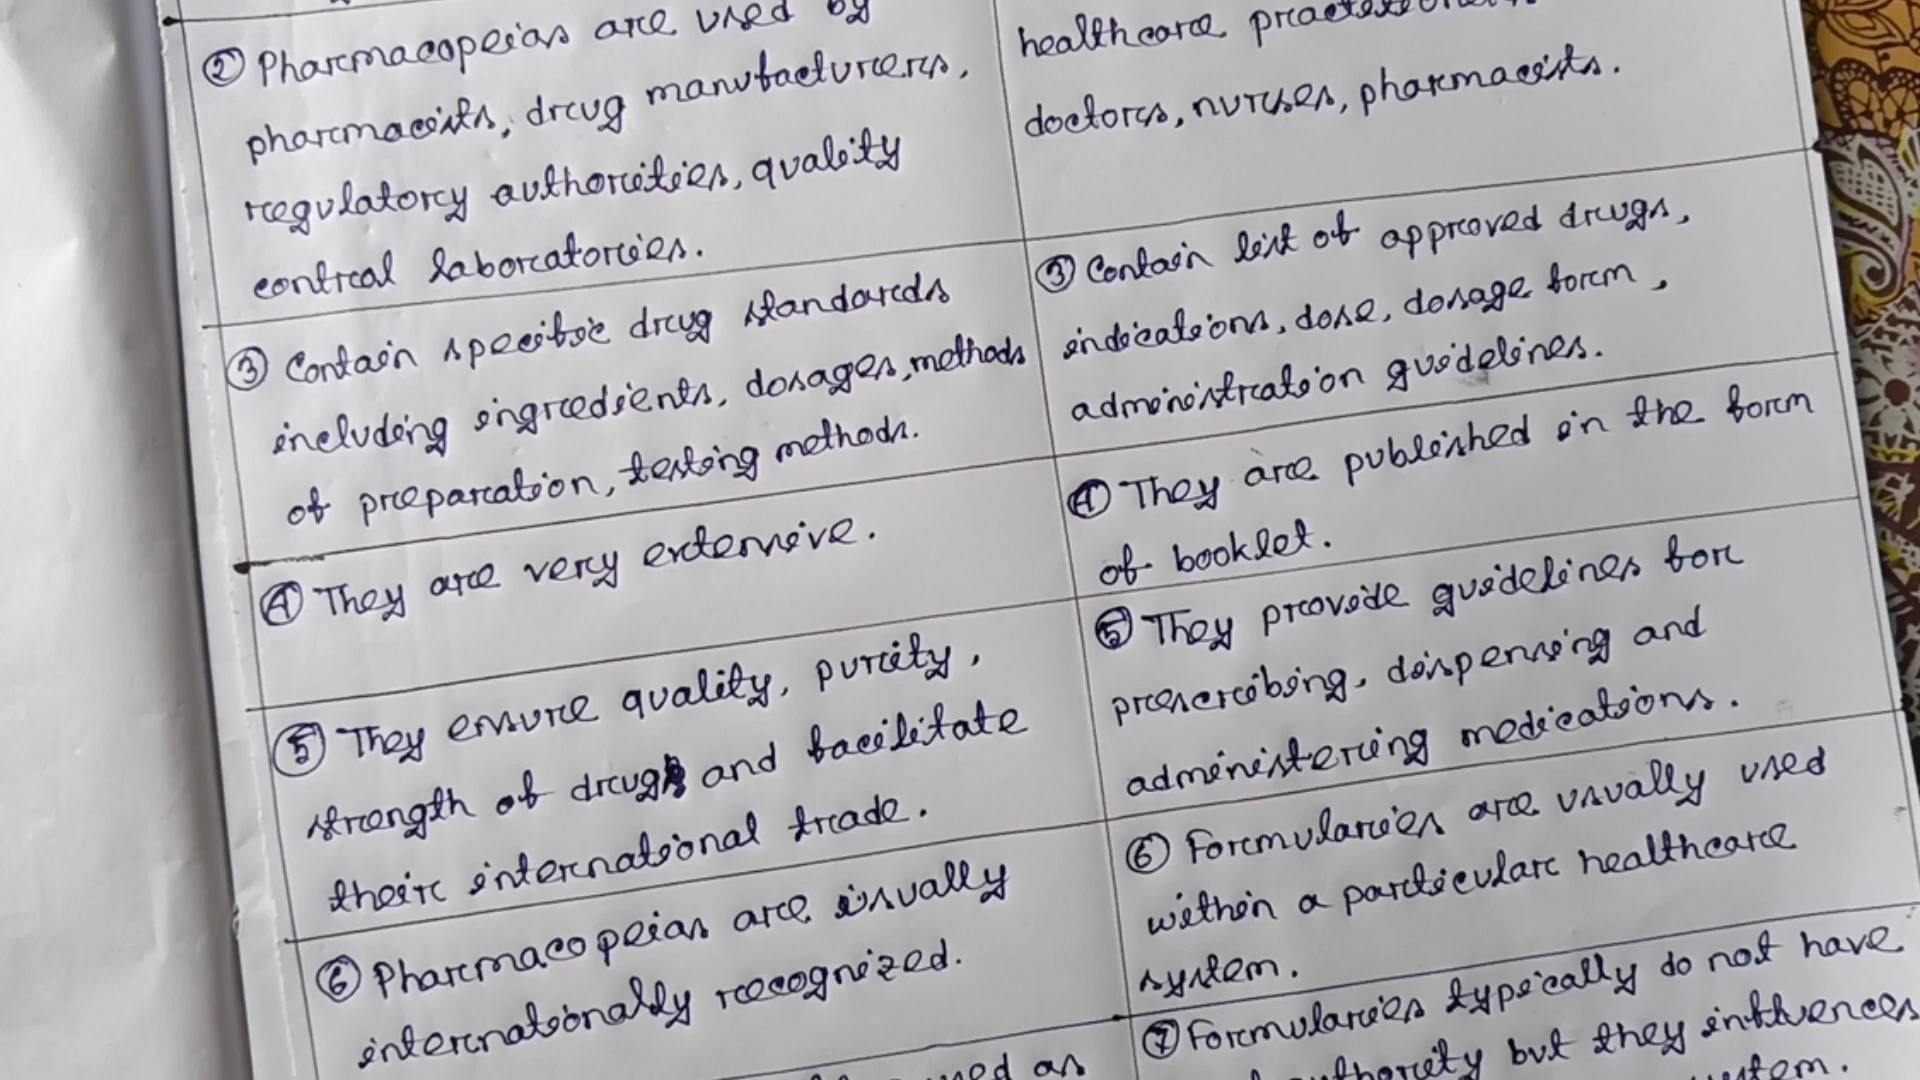 ② Pharmacopeias are used by
pharmacists, drug manufacturers,
regulatory authorities, quality
control laboratories.
③ Contain specific drug standards
including ingredients, dosages, methods
of preparation, testing methods.
④ They are very extensive.
⑤ They ensure quality, purity,
strength of drugs and facilitate
their international trade.
⑥ Pharmacopeias are usually
internationally recognized.
as
healthcare practitioners
doctors, nurses, pharmacists.
③ Contain list of approved drugs,
indications, dose, dosage form,
administration guidelines.
④ They are published in the form
of booklet.
⑤ They provide guidelines for
prescribing, dispensing and
administering medications.
⑥ Formularies are usually used
within a particular healthcare
system.
⑦ Formularies typically do not have
authority but they influences